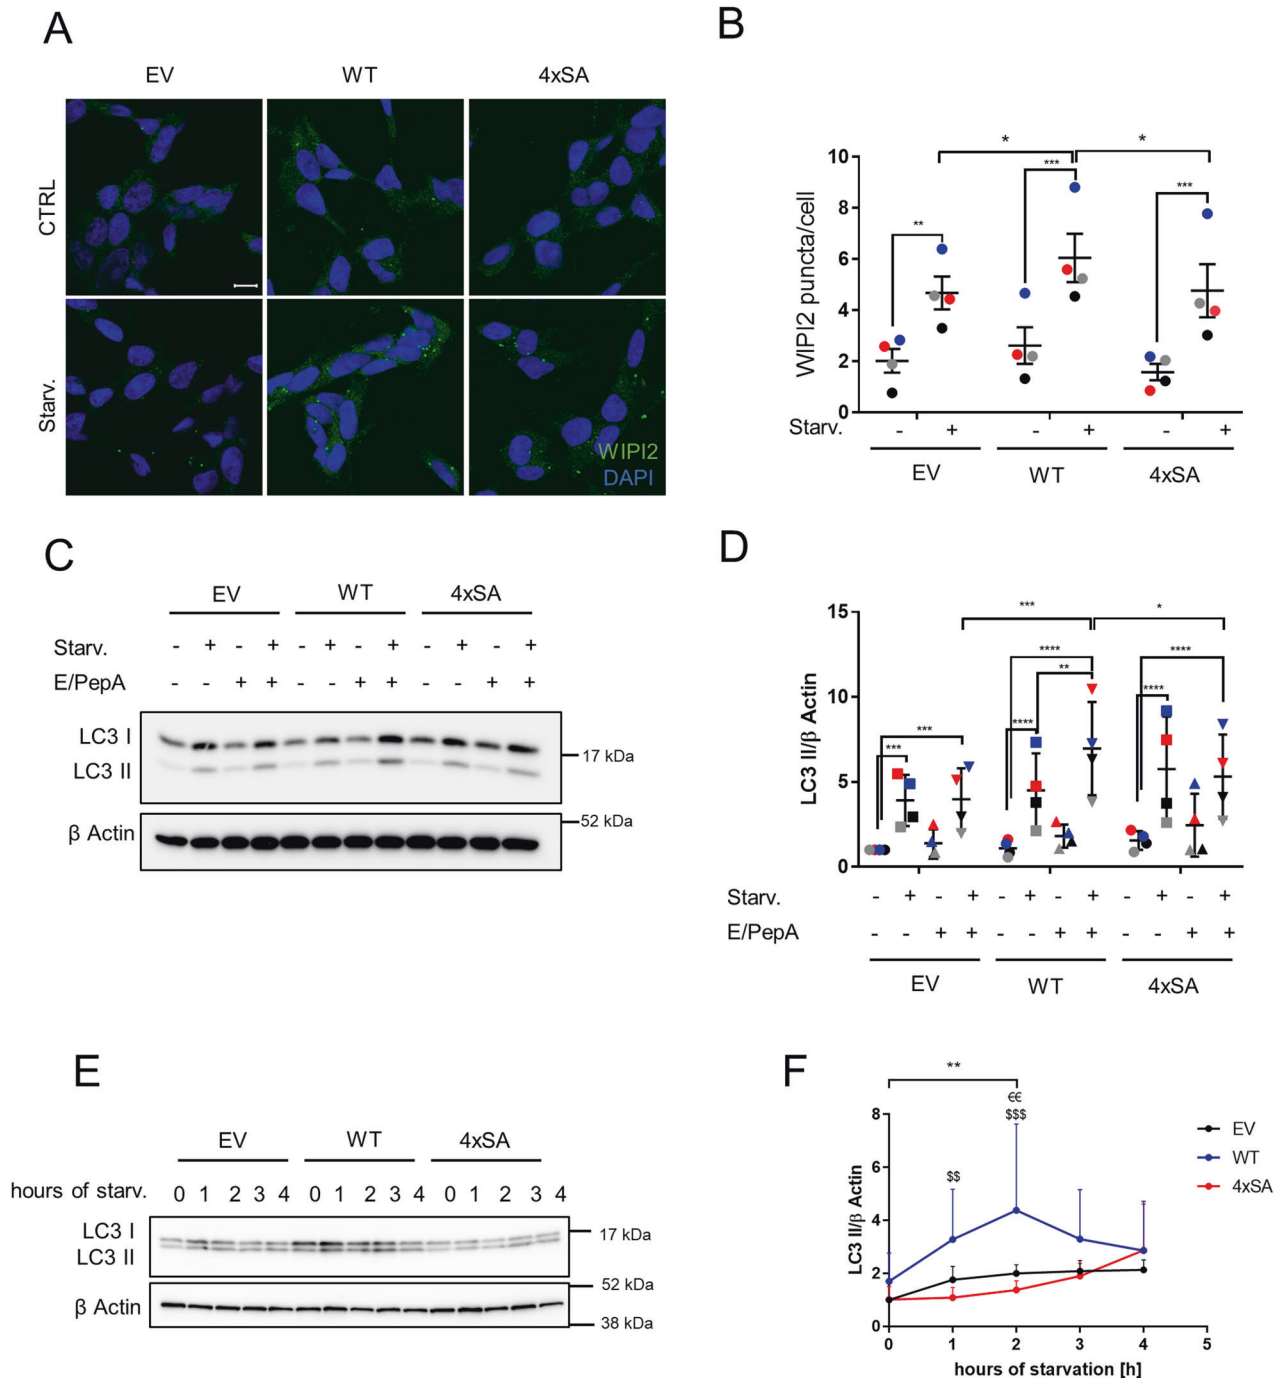 A
EV WT 4xSA
CTRL
Starv.
WIPI2
DAPI
B
WIPI2 puncta/cell
10
8
6
4
2
0
* *
** *** ***
Starv. - + - + - +
EV WT 4xSA
C
EV WT 4xSA
Starv. - + - + - + - + - + - +
E/PepA - - + + - - + + - - + +
LC3 I
LC3 II
17 kDa
β Actin
52 kDa
D
LC3 II/β Actin
15
10
5
0
*** *
**** ****
**
*** **** ****
***
Starv. - + - + - + - + - + - +
E/PepA - - + + - - + + - - + +
EV WT 4xSA
E
EV WT 4xSA
hours of starv. 0 1 2 3 4 0 1 2 3 4 0 1 2 3 4
LC3 I
LC3 II
17 kDa
β Actin
52 kDa
38 kDa
F
**
€€
$$$
$$
LC3 II/β Actin
8
6
4
2
0
0 1 2 3 4 5
hours of starvation [h]
EV
WT
4xSA